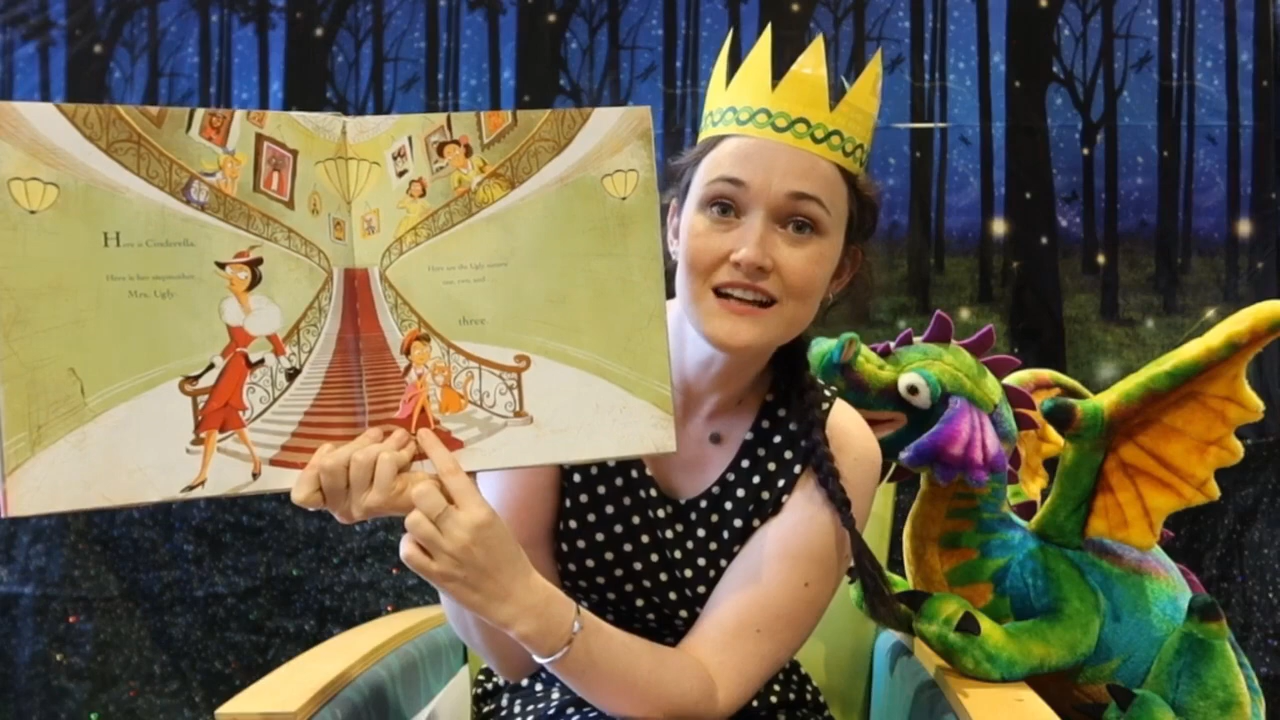 Here is Cinderella.
Here is her stepmother
Mrs. Ugly.
Here are the Ugly sisters:
one, two, and
three.